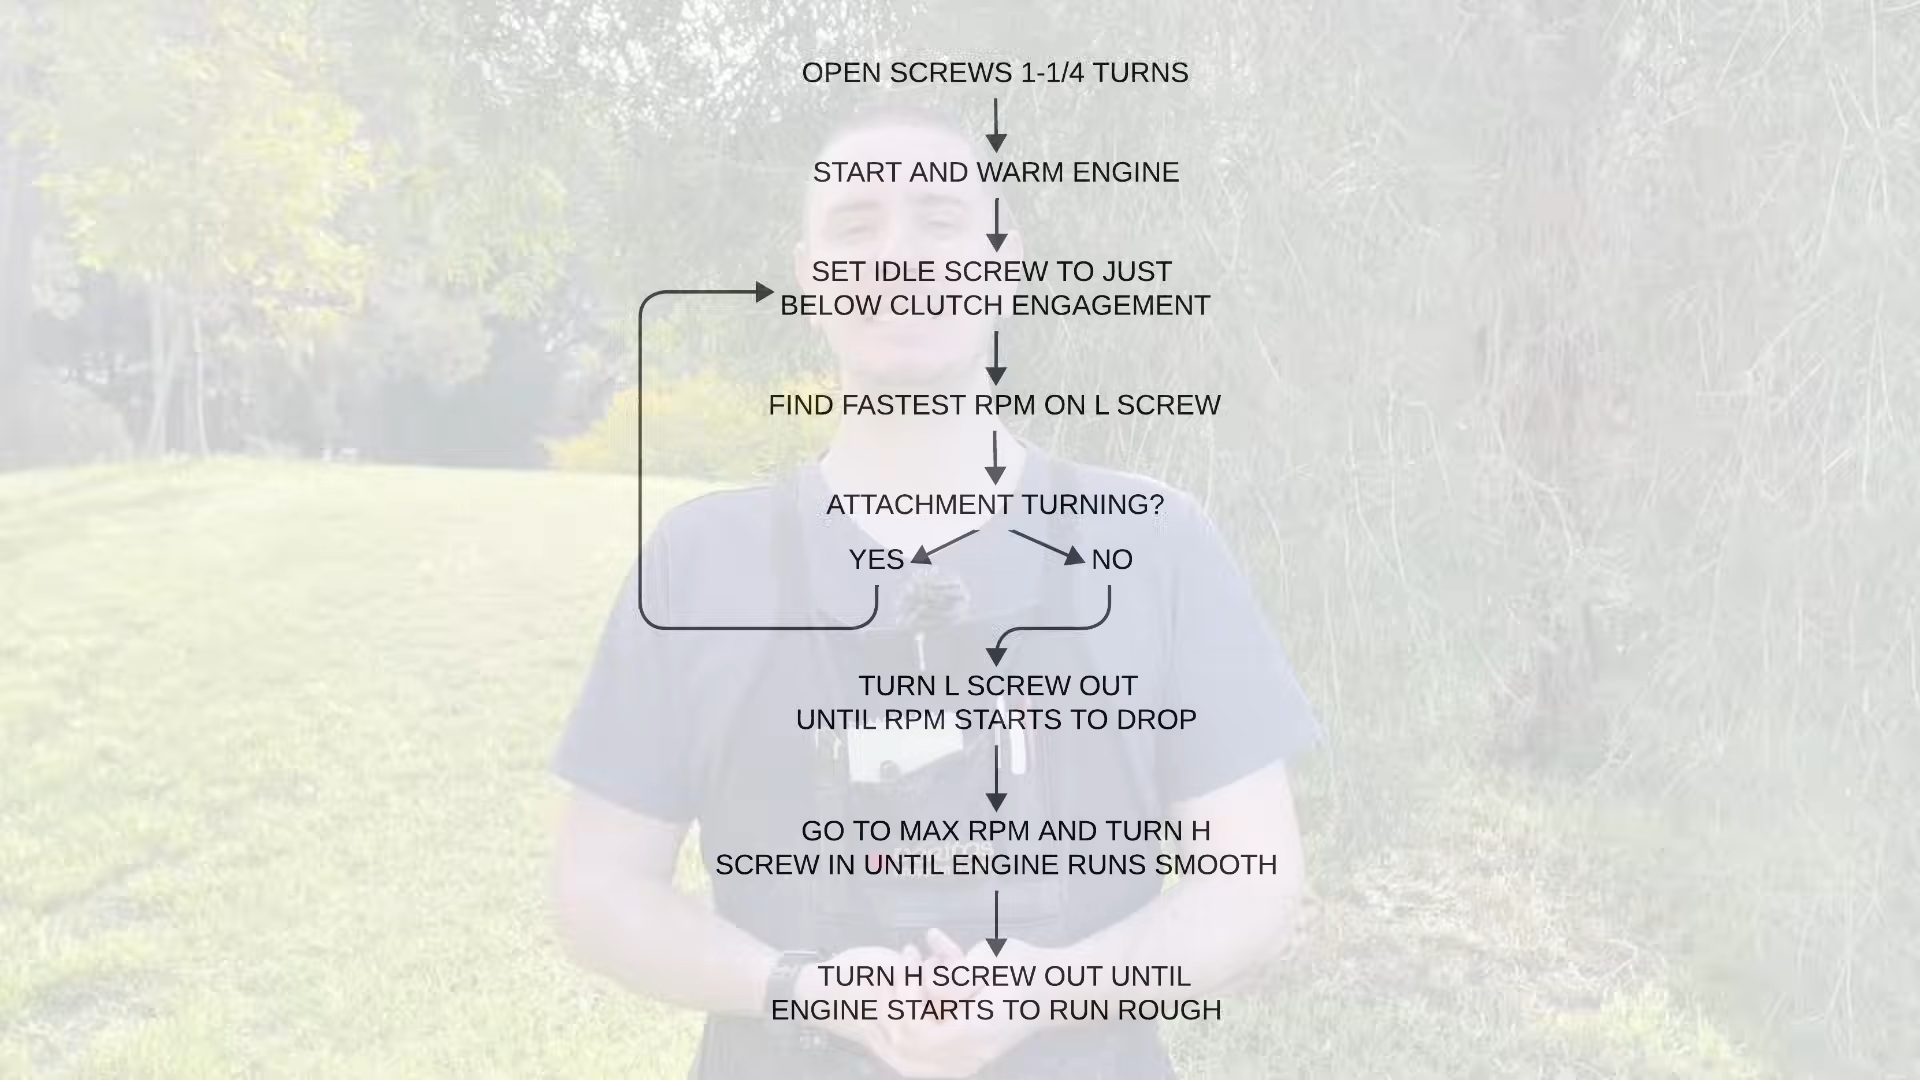 OPEN SCREWS 1-1/4 TURNS
START AND WARM ENGINE
SET IDLE SCREW TO JUST
BELOW CLUTCH ENGAGEMENT
FIND FASTEST RPM ON L SCREW
ATTACHMENT TURNING?
YES
NO
TURN L SCREW OUT
UNTIL RPM STARTS TO DROP
GO TO MAX RPM AND TURN H
SCREW IN UNTIL ENGINE RUNS SMOOTH
TURN H SCREW OUT UNTIL
ENGINE STARTS TO RUN ROUGH